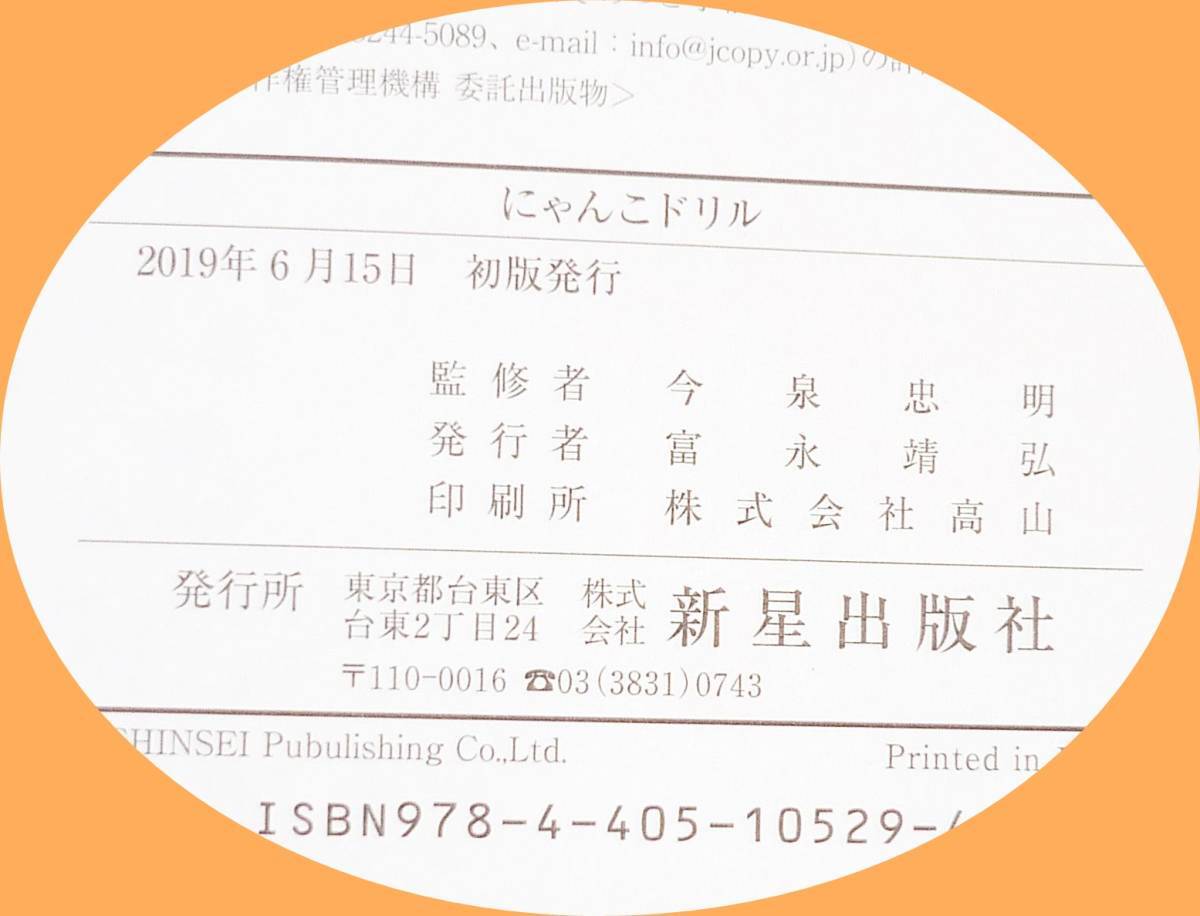 244-5089、e-mail：info@jcopy.or.jp)の
作権管理機構 委託出版物＞
にゃんこドリル
2019年6月15日 初版発行
監修者 今泉忠明
発行者 富永靖弘
印刷所 株式会社高山
発行所 東京都台東区台東2丁目24 株式会社 新星出版社
〒110-0016 ☎03(3831)0743
SHINSEI Pubulishing Co.,Ltd. Printed in
ISBN978-4-405-10529-